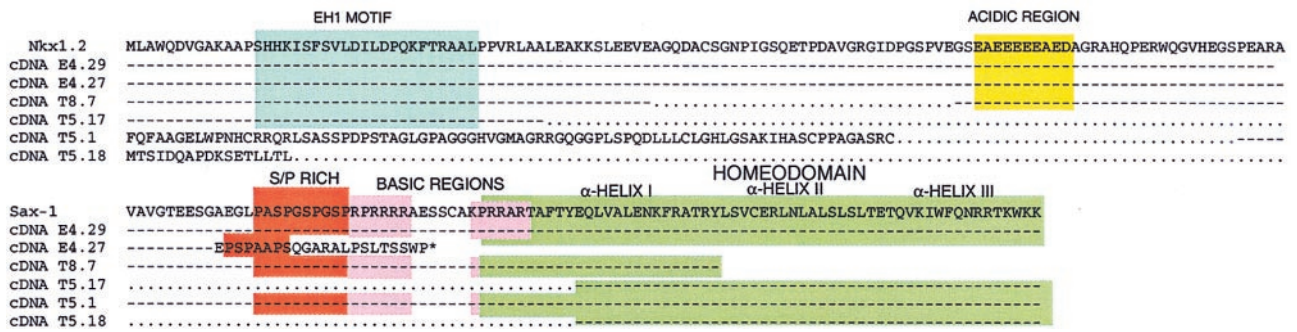 EH1 MOTIF
ACIDIC REGION
Nkx1.2 MLAWQDVGAKAAPSHHKISFSVLDILDPQKFTRAALPPVRLAALEAKKSLEEVEAGQDACSGNPIGSQETPDAVGRGIDPGSPVEGSEAEEEEEAEDAGRAHQPERWQGVHEGSPEARA
cDNA E4.29 -----------------------------------------------------------------------------------------------------------------------
cDNA E4.27 -----------------------------------------------------------------------------------------------------------------------
cDNA T8.7 ------------------------------------------------------...............................----------------------------------
cDNA T5.17 -------------------------------------------............................................................................
cDNA T5.1 FQFAAGELWPNHCRRQRLSASSPDPSTAGLGPAGGGHVGMAGRRGQGGPLSPQDLLLCLGHLGSAKIHASCPPAGASRC...................................-----
cDNA T5.18 MTSIDQAPDKSETLLTL......................................................................................................
S/P RICH
BASIC REGIONS
HOMEODOMAIN
α-HELIX I
α-HELIX II
α-HELIX III
Sax-1 VAVGTEESGAEGLPASPGSPGSPRPRRRRAESSCAKPRRARTAFTYEQLVALENKFRATRYLSVCERLNLALSLSLTETQVKIWFQNRRTKWKK
cDNA E4.29 ----------------------------------------------------------------------------------------------
cDNA E4.27 ---------EPSPAAPSQGARALPSLTSSWP*
cDNA T8.7 -------------------------------------------------------------
cDNA T5.17 ..............................................------------------------------------------------
cDNA T5.1 ----------------------------------------------------------------------------------------------
cDNA T5.18 ..............................................------------------------------------------------